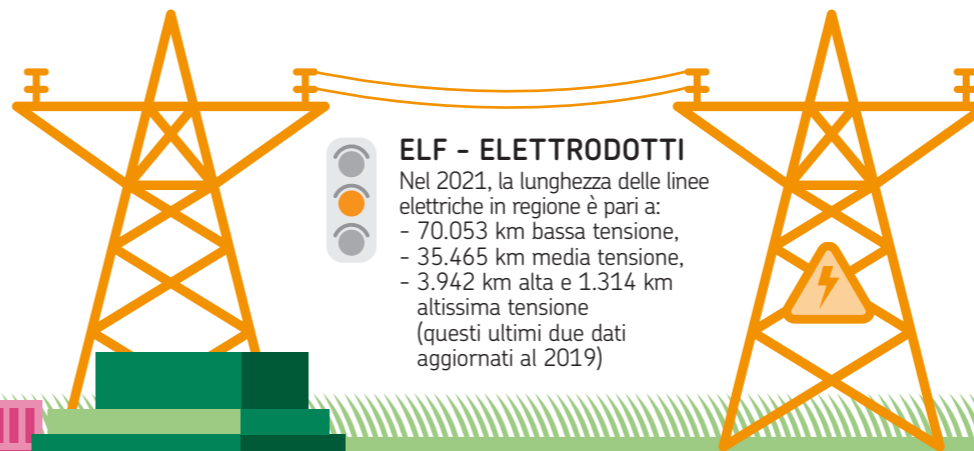 ELF - ELETTRODOTTI
Nel 2021, la lunghezza delle linee
elettriche in regione è pari a:
- 70.053 km bassa tensione,
- 35.465 km media tensione,
- 3.942 km alta e 1.314 km
altissima tensione
(questi ultimi due dati
aggiornati al 2019)